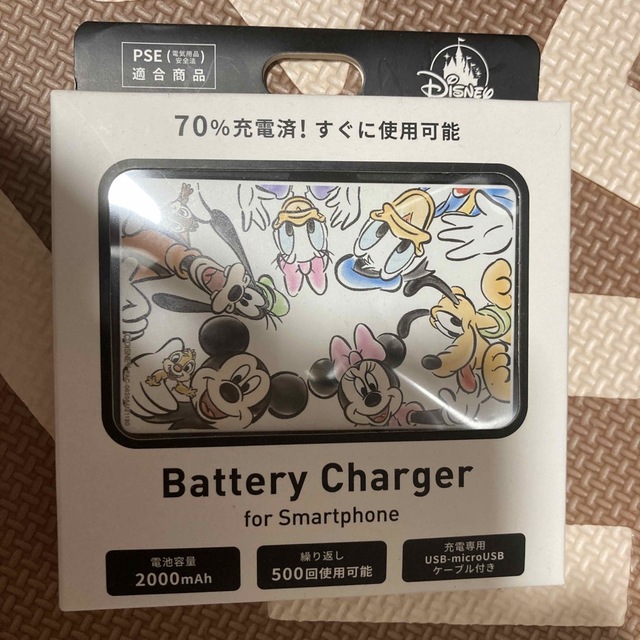 PSE (電気用品安全法)
適合商品
Disney
70%充電済！すぐに使用可能
Battery Charger
for Smartphone
電池容量
2000mAh
繰り返し
500回使用可能
充電専用
USB-microUSB
ケーブル付き